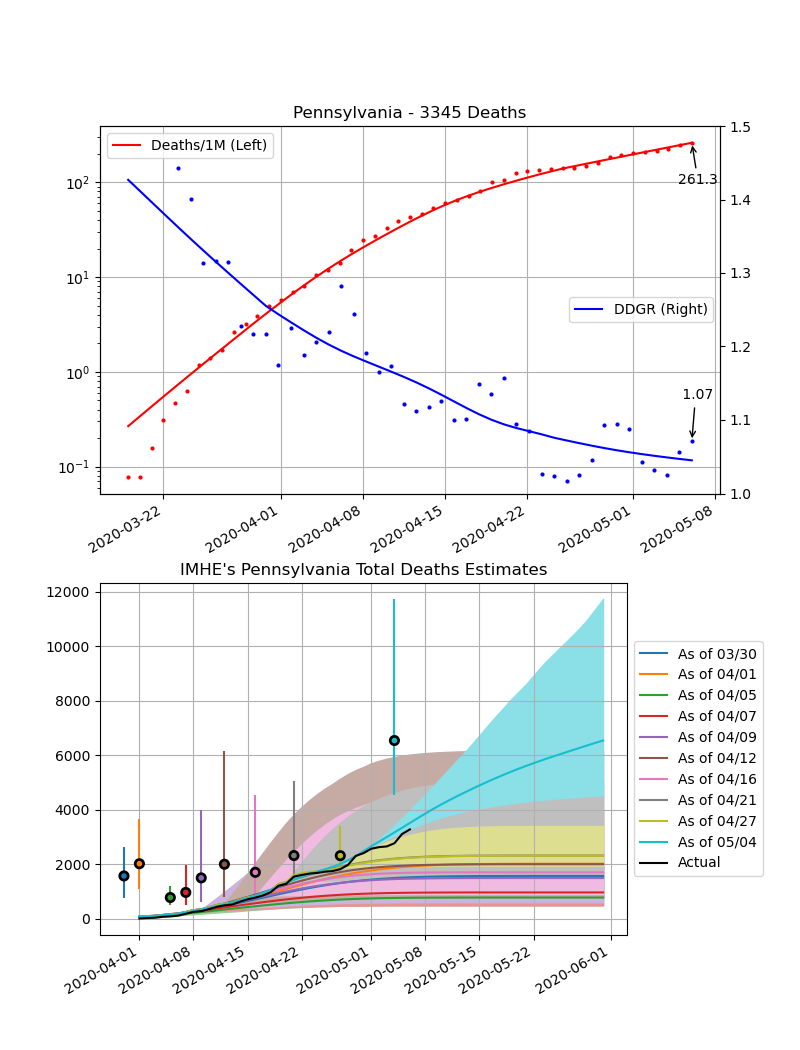 Pennsylvania - 3345 Deaths
Deaths/1M (Left)
DDGR (Right)
261.3
1.07
10²
10¹
10⁰
10⁻¹
1.5
1.4
1.3
1.2
1.1
1.0
2020-03-22
2020-04-01
2020-04-08
2020-04-15
2020-04-22
2020-05-01
2020-05-08
IMHE's Pennsylvania Total Deaths Estimates
12000
10000
8000
6000
4000
2000
0
As of 03/30
As of 04/01
As of 04/05
As of 04/07
As of 04/09
As of 04/12
As of 04/16
As of 04/21
As of 04/27
As of 05/04
Actual
2020-04-01
2020-04-08
2020-04-15
2020-04-22
2020-05-01
2020-05-08
2020-05-15
2020-05-22
2020-06-01